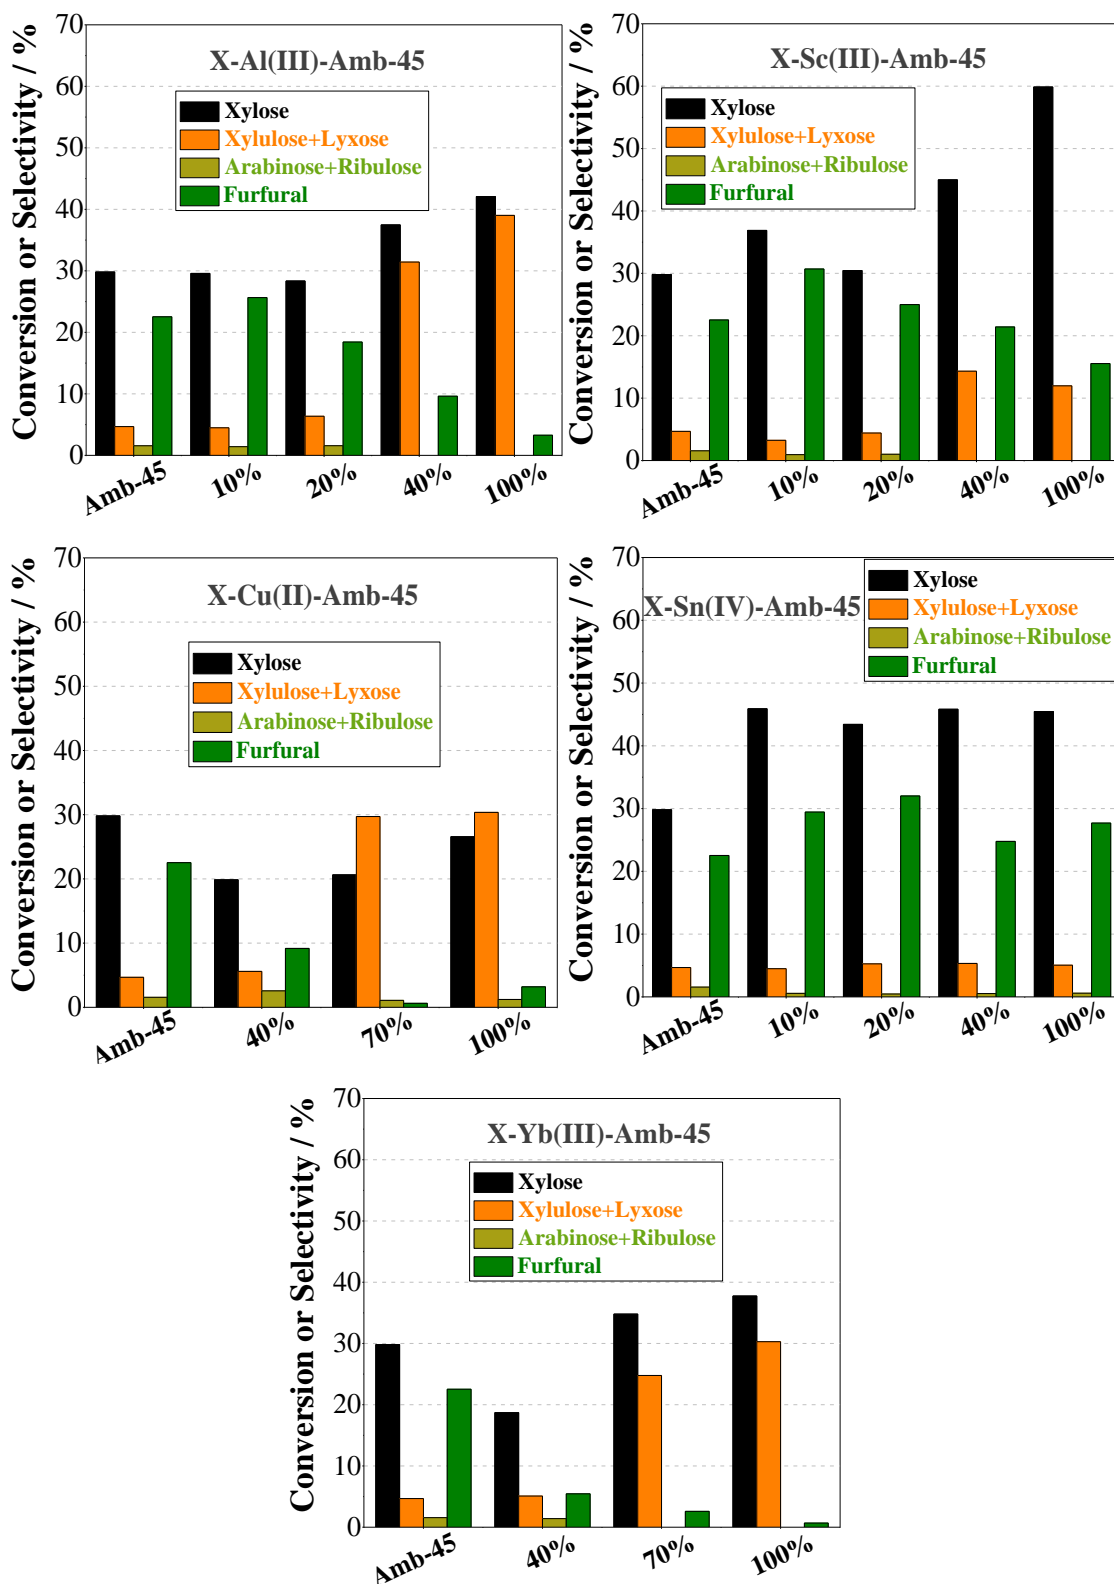 Conversion or Selectivity / %
70
60
50
40
30
20
10
0
X-Al(III)-Amb-45
Xylose
Xylulose+Lyxose
Arabinose+Ribulose
Furfural
Amb-45
10%
20%
40%
100%
Conversion or Selectivity / %
70
60
50
40
30
20
10
0
X-Sc(III)-Amb-45
Xylose
Xylulose+Lyxose
Arabinose+Ribulose
Furfural
Amb-45
10%
20%
40%
100%
Conversion or Selectivity / %
70
60
50
40
30
20
10
0
X-Cu(II)-Amb-45
Xylose
Xylulose+Lyxose
Arabinose+Ribulose
Furfural
Amb-45
40%
70%
100%
Conversion or Selectivity / %
70
60
50
40
30
20
10
0
X-Sn(IV)-Amb-45
Xylose
Xylulose+Lyxose
Arabinose+Ribulose
Furfural
Amb-45
10%
20%
40%
100%
Conversion or Selectivity / %
70
60
50
40
30
20
10
0
X-Yb(III)-Amb-45
Xylose
Xylulose+Lyxose
Arabinose+Ribulose
Furfural
Amb-45
40%
70%
100%